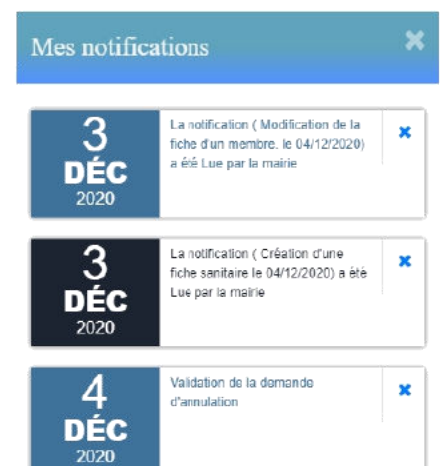 Mes notifications
3
DÉC
2020
La notification ( Modification de la
fiche d'un membre. le 04/12/2020)
a été Lue par la mairie
3
DÉC
2020
La notification ( Création d'une
fiche sanitaire le 04/12/2020) a été
Lue par la mairie
4
DÉC
2020
Validation de la demande
d'annulation